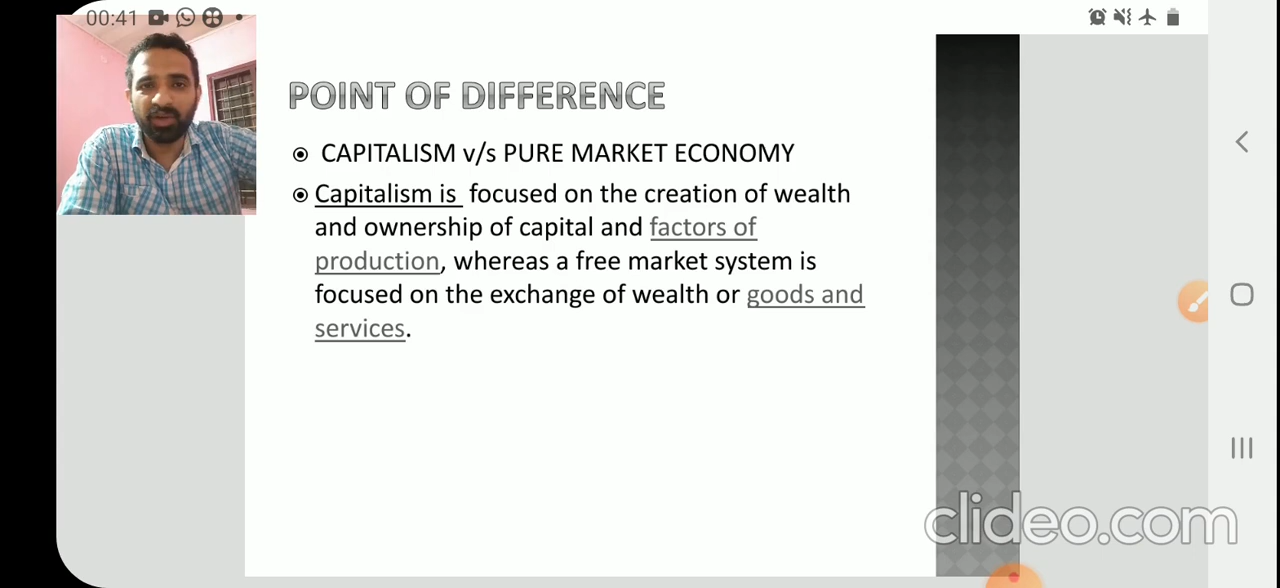 00:41
POINT OF DIFFERENCE
CAPITALISM v/s PURE MARKET ECONOMY
Capitalism is focused on the creation of wealth
and ownership of capital and factors of
production, whereas a free market system is
focused on the exchange of wealth or goods and
services.
clideo.com